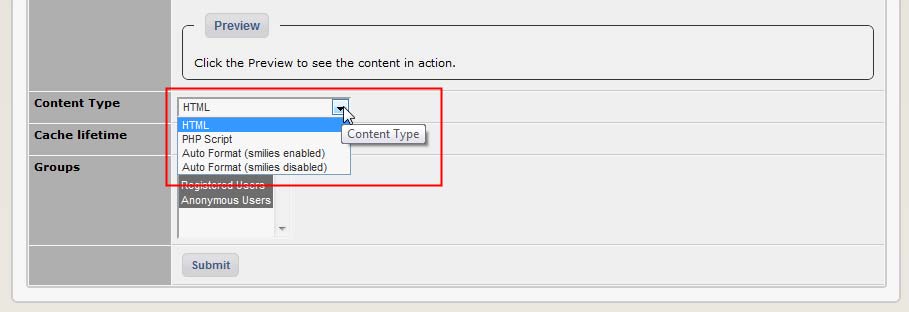 Preview
Click the Preview to see the content in action.
Content Type
HTML
HTML
PHP Script
Content Type
Cache lifetime
Auto Format (smilies enabled)
Auto Format (smilies disabled)
Groups
Registered Users
Anonymous Users
Submit